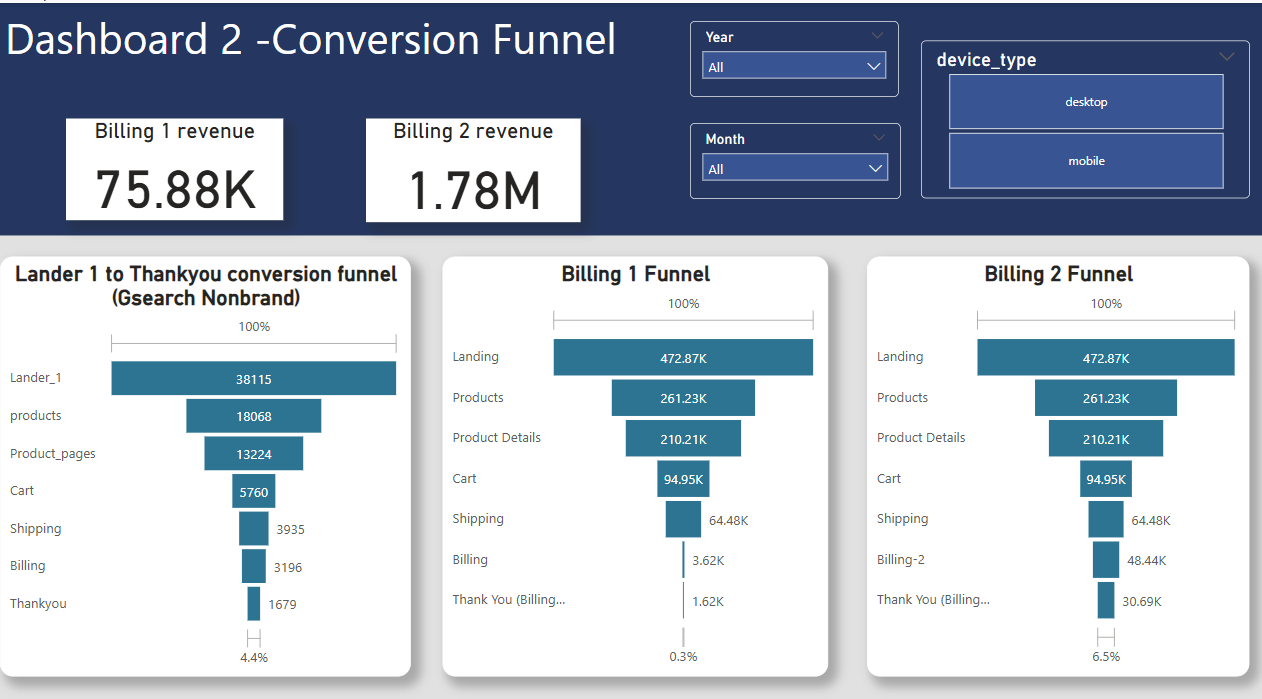 Dashboard 2 -Conversion Funnel
Year
All
Month
All
device_type
desktop
mobile
Billing 1 revenue
75.88K
Billing 2 revenue
1.78M
Lander 1 to Thankyou conversion funnel
(Gsearch Nonbrand)
100%
Lander_1 38115
products 18068
Product_pages 13224
Cart 5760
Shipping 3935
Billing 3196
Thankyou 1679
4.4%
Billing 1 Funnel
100%
Landing 472.87K
Products 261.23K
Product Details 210.21K
Cart 94.95K
Shipping 64.48K
Billing 3.62K
Thank You (Billing... 1.62K
0.3%
Billing 2 Funnel
100%
Landing 472.87K
Products 261.23K
Product Details 210.21K
Cart 94.95K
Shipping 64.48K
Billing-2 48.44K
Thank You (Billing... 30.69K
6.5%